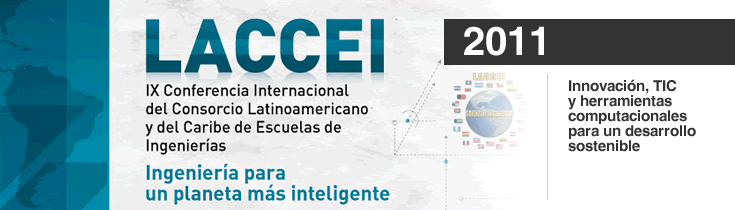 LACCEI
IX Conferencia Internacional
del Consorcio Latinoamericano
y del Caribe de Escuelas de
Ingenierías
Ingeniería para
un planeta más inteligente
2011
LACCEI
Innovación, TIC
y herramientas
computacionales
para un desarrollo
sostenible